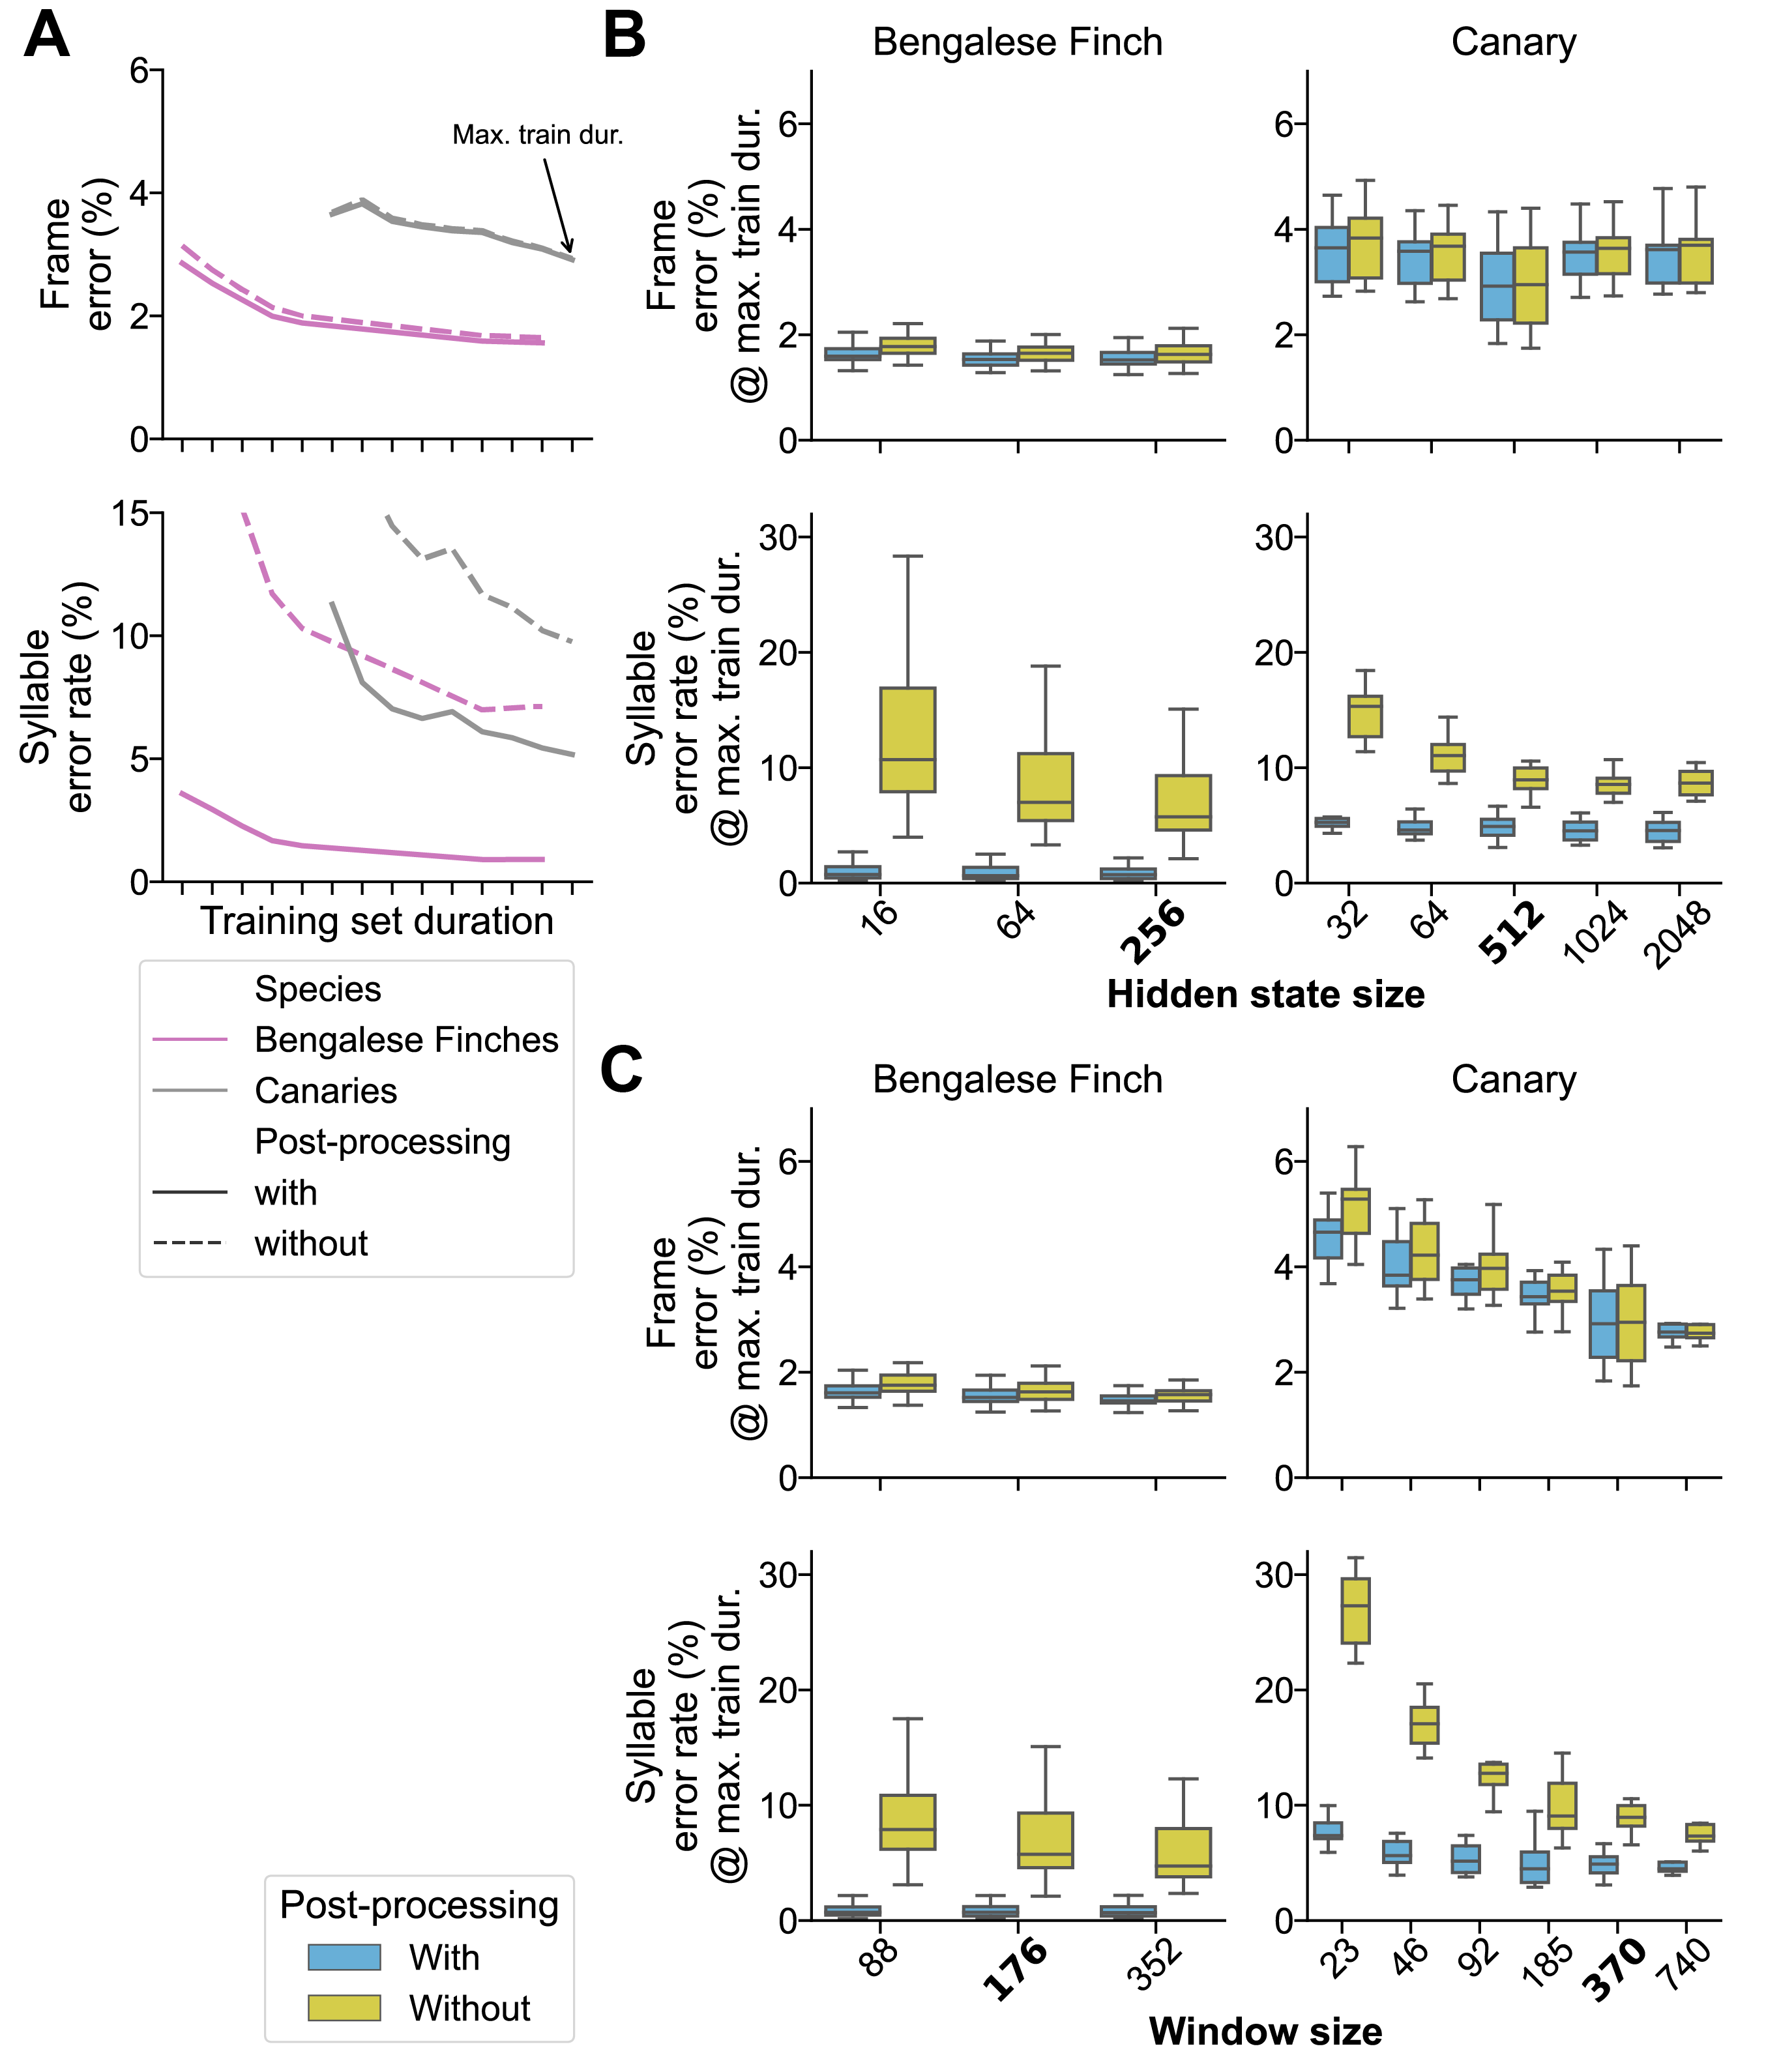 A
6
4
2
0
Frame
error (%)
Max. train dur.
15
10
5
0
Syllable
error rate (%)
Training set duration
Species
Bengalese Finches
Canaries
Post-processing
with
without
B
Bengalese Finch
Canary
6
4
2
0
Frame
error (%)
@ max. train dur.
6
4
2
0
30
20
10
0
Syllable
error rate (%)
@ max. train dur.
30
20
10
0
16
64
256
32
64
512
1024
2048
Hidden state size
C
Bengalese Finch
Canary
6
4
2
0
Frame
error (%)
@ max. train dur.
6
4
2
0
30
20
10
0
Syllable
error rate (%)
@ max. train dur.
30
20
10
0
88
176
352
23
46
92
185
370
740
Window size
Post-processing
With
Without